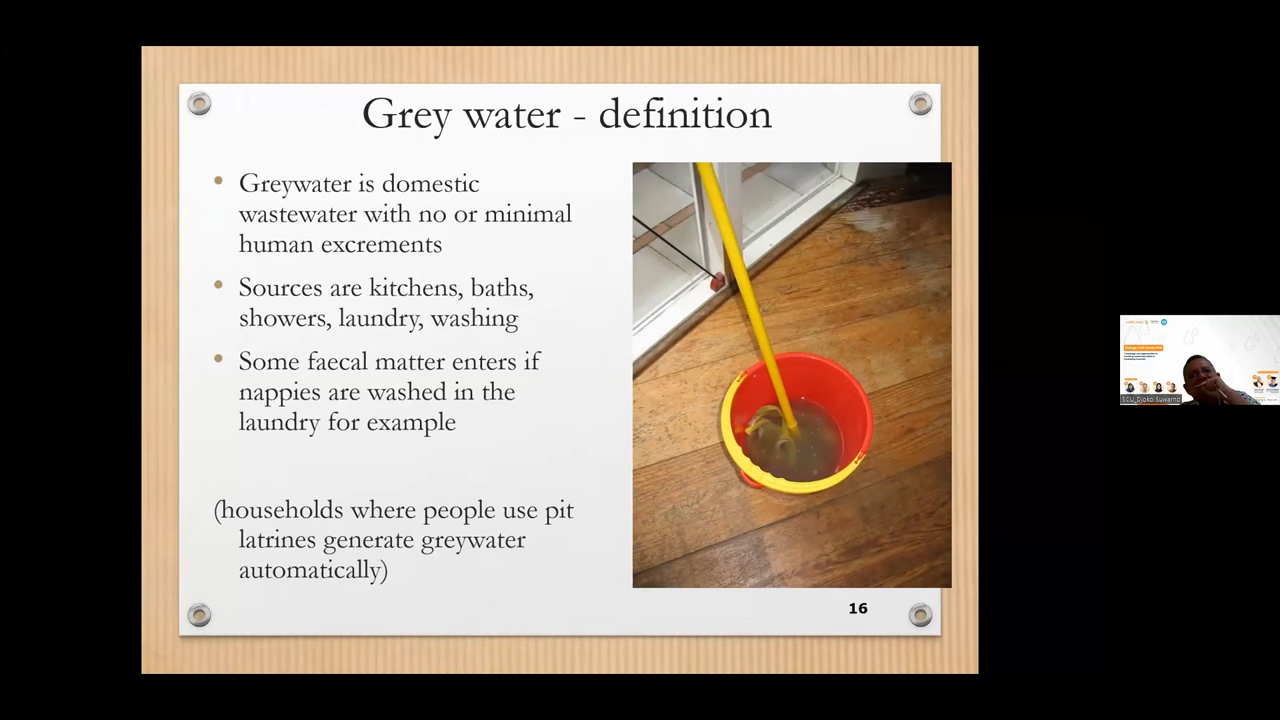 Grey water - definition
• Greywater is domestic
wastewater with no or minimal
human excrements
• Sources are kitchens, baths,
showers, laundry, washing
• Some faecal matter enters if
nappies are washed in the
laundry for example
(households where people use pit
latrines generate greywater
automatically)
16
SCU_Djoko Suwarno